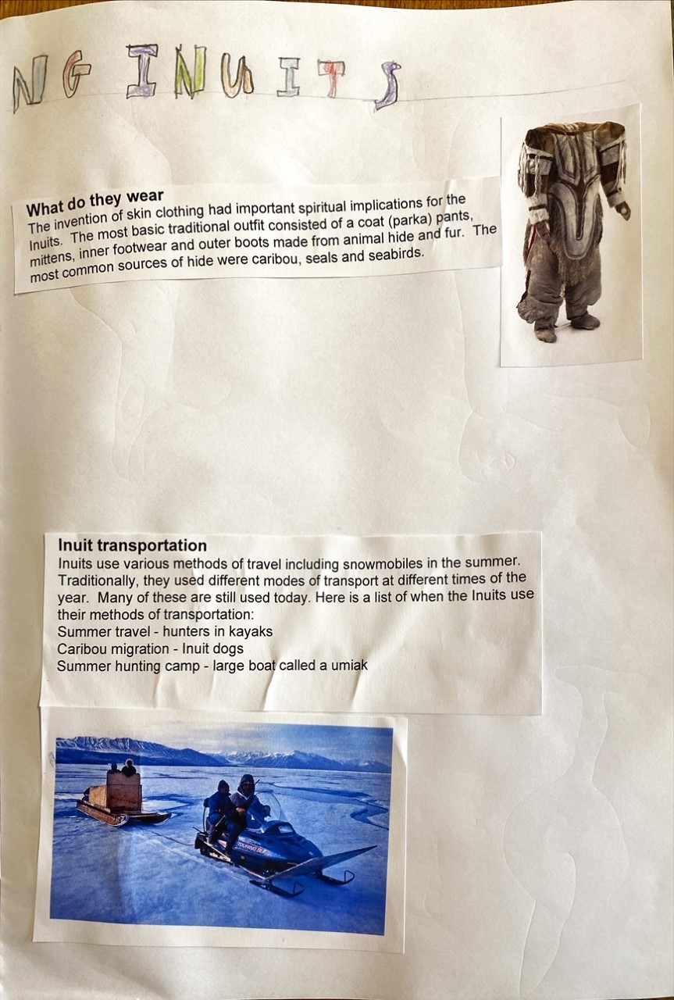 NG INUITS
What do they wear
The invention of skin clothing had important spiritual implications for the
Inuits. The most basic traditional outfit consisted of a coat (parka) pants,
mittens, inner footwear and outer boots made from animal hide and fur. The
most common sources of hide were caribou, seals and seabirds.
Inuit transportation
Inuits use various methods of travel including snowmobiles in the summer.
Traditionally, they used different modes of transport at different times of the
year. Many of these are still used today. Here is a list of when the Inuits use
their methods of transportation:
Summer travel - hunters in kayaks
Caribou migration - Inuit dogs
Summer hunting camp - large boat called a umiak
TOURING